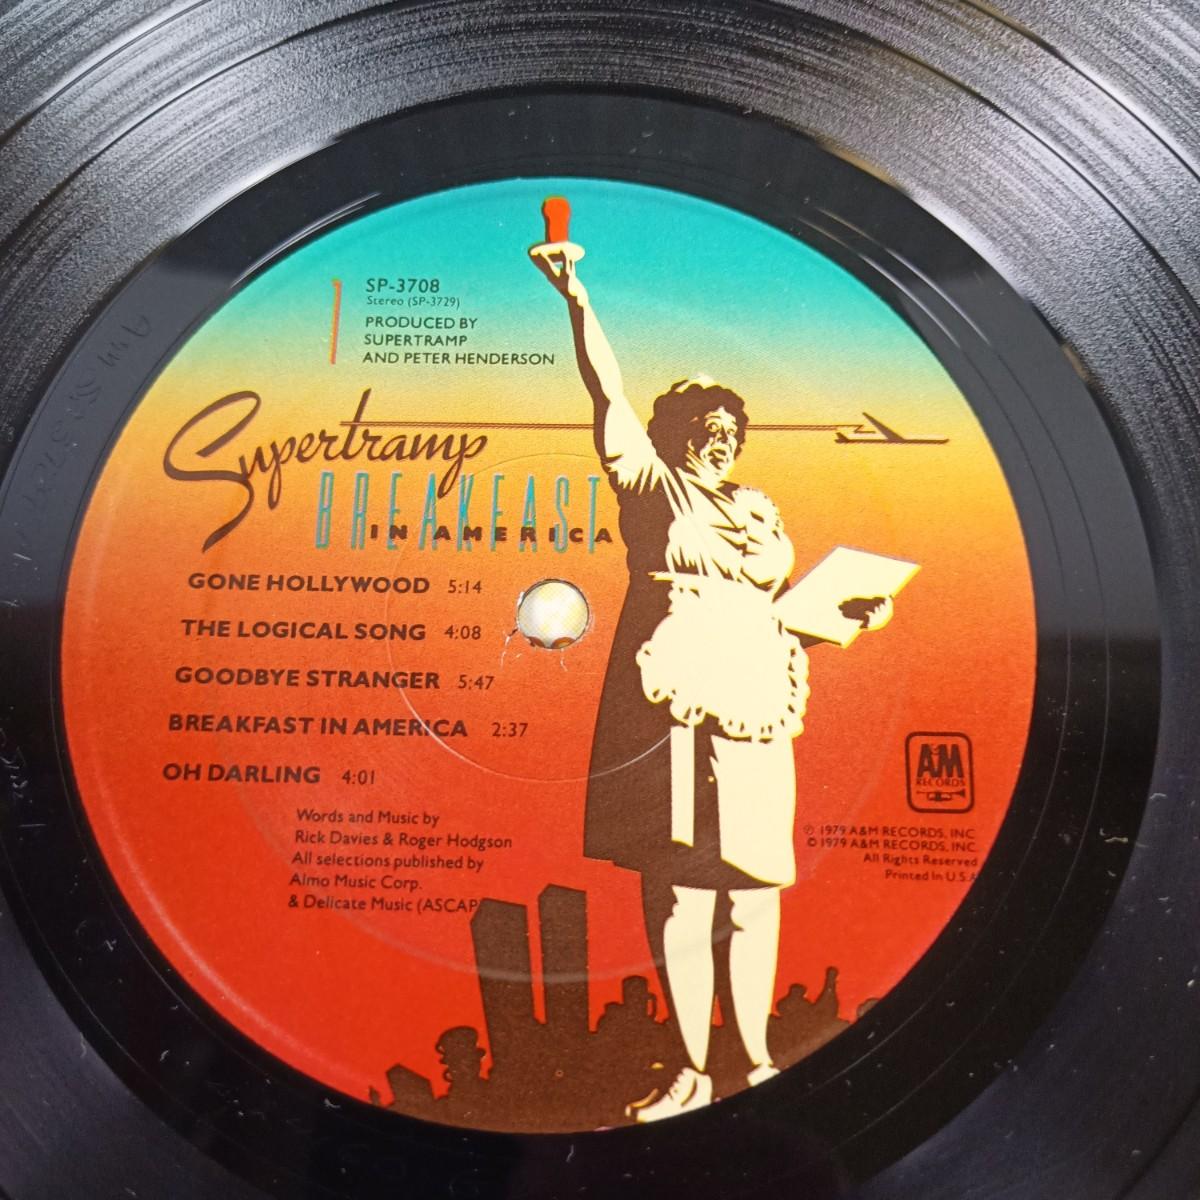 1
SP-3708
Stereo (SP-3729)
PRODUCED BY
SUPERTRAMP
AND PETER HENDERSON
Supertramp
BREAKFAST
IN AMERICA
GONE HOLLYWOOD 5:14
THE LOGICAL SONG 4:08
GOODBYE STRANGER 5:47
BREAKFAST IN AMERICA 2:37
OH DARLING 4:01
Words and Music by
Rick Davies & Roger Hodgson
All selections published by
Almo Music Corp.
& Delicate Music (ASCAP
A&M
RECORDS
℗ 1979 A&M RECORDS, INC.
© 1979 A&M RECORDS, INC.
All Rights Reserved
Printed In U.S.A